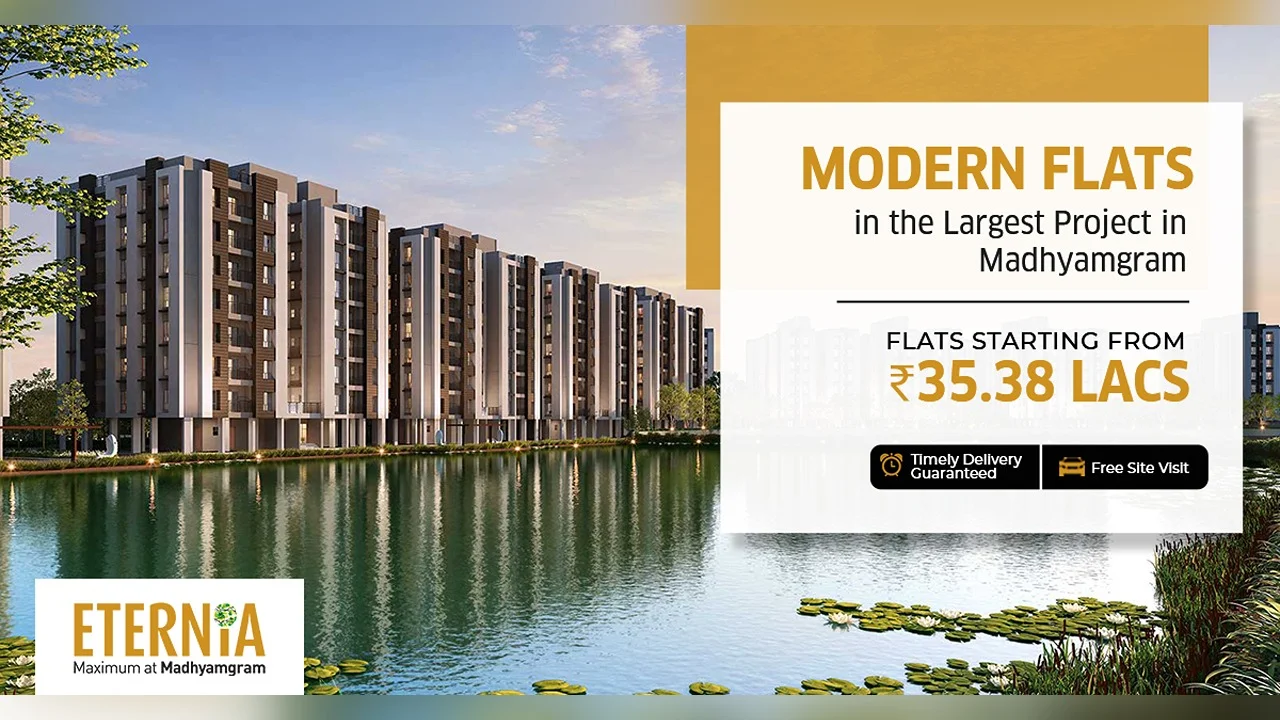 MODERN FLATS
in the Largest Project in
Madhyamgram
FLATS STARTING FROM
₹35.38 LACS
Timely Delivery
Guaranteed
Free Site Visit
ETERNiA
Maximum at Madhyamgram